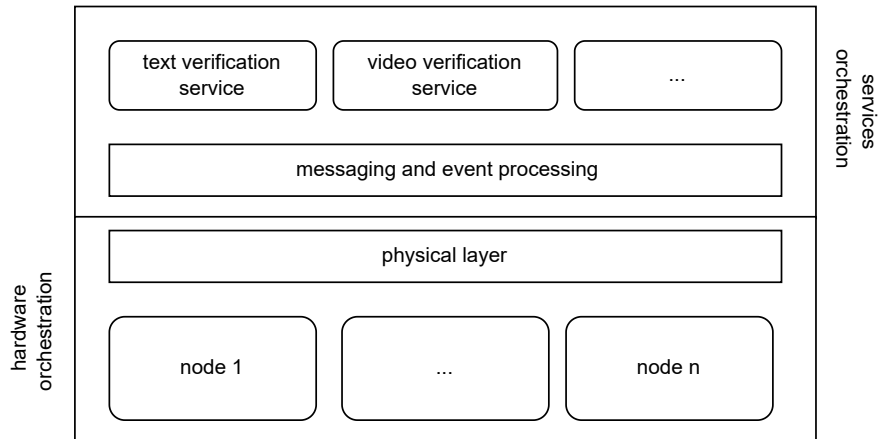 text verification
service
video verification
service
...
services
orchestration
messaging and event processing
physical layer
hardware
orchestration
node 1
...
node n